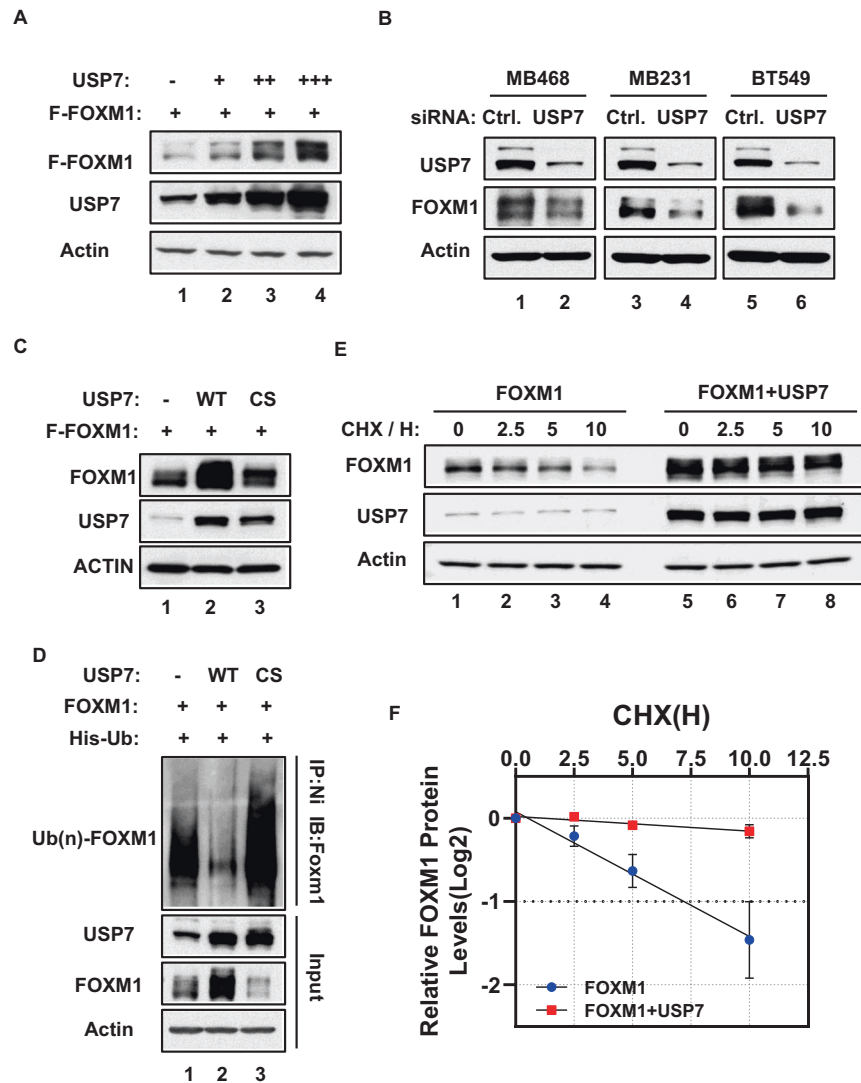 A
USP7: - + ++ +++
F-FOXM1: + + + +
F-FOXM1
USP7
Actin
1 2 3 4
B
MB468 MB231 BT549
siRNA: Ctrl. USP7 Ctrl. USP7 Ctrl. USP7
USP7
FOXM1
Actin
1 2 3 4 5 6
C
USP7: - WT CS
F-FOXM1: + + +
FOXM1
USP7
ACTIN
1 2 3
E
FOXM1 FOXM1+USP7
CHX / H: 0 2.5 5 10 0 2.5 5 10
FOXM1
USP7
Actin
1 2 3 4 5 6 7 8
D
USP7: - WT CS
FOXM1: + + +
His-Ub: + + +
Ub(n)-FOXM1
IP:Ni IB:Foxm1
USP7
FOXM1
Actin
Input
1 2 3
F
CHX(H)
0.0 2.5 5.0 7.5 10.0 12.5
0
-1
-2
Relative FOXM1 Protein
Levels(Log2)
FOXM1
FOXM1+USP7